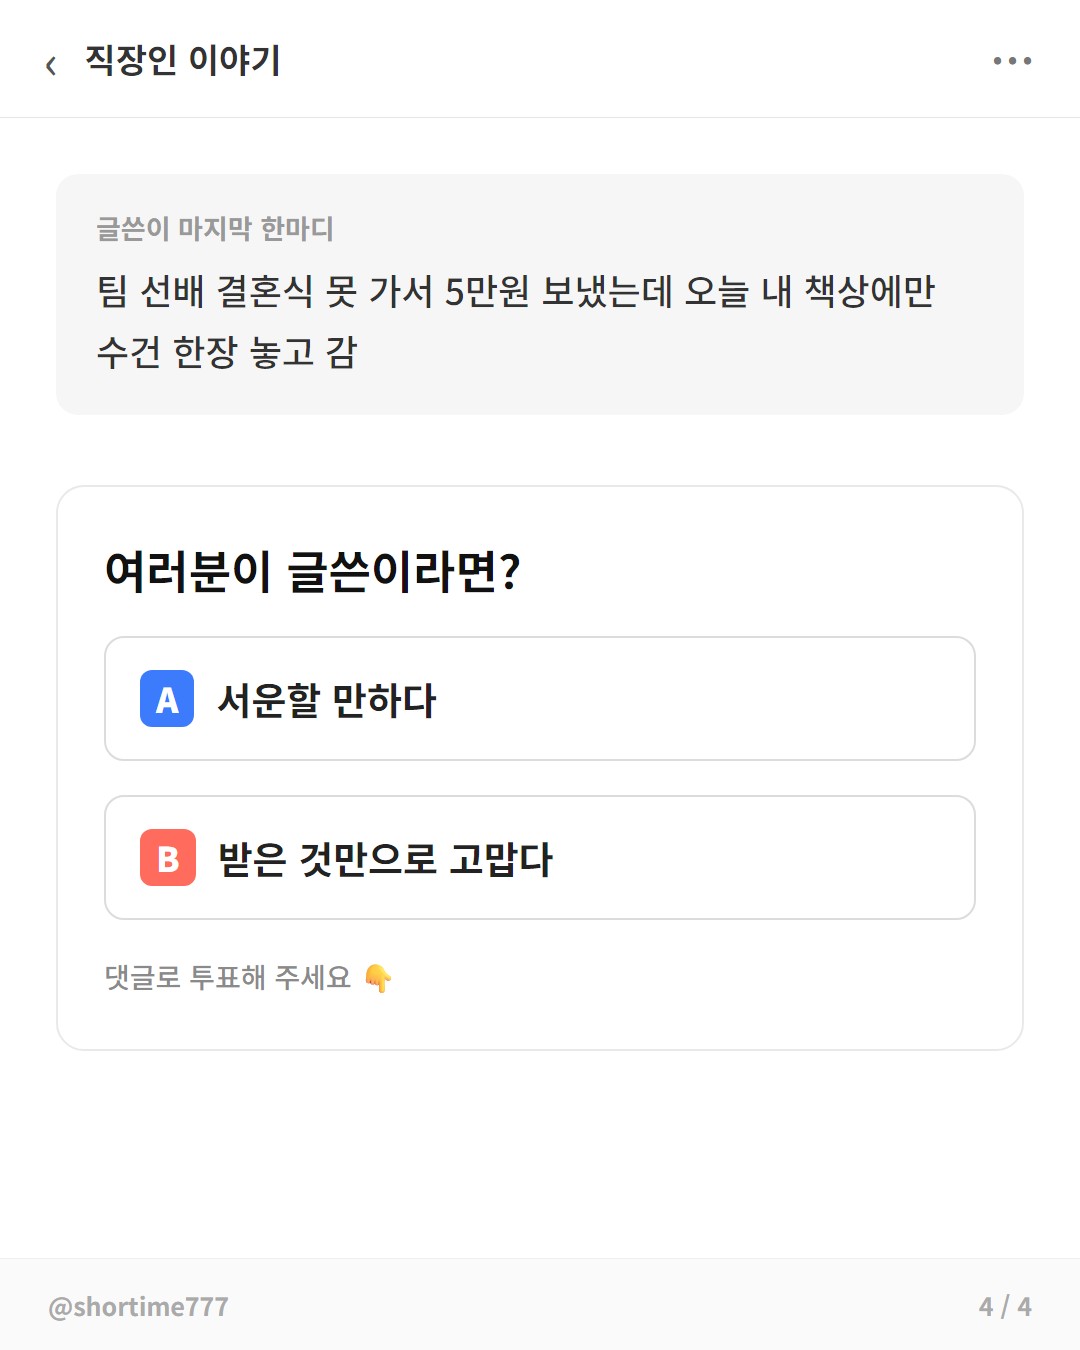 ‹ 직장인 이야기 •••
글쓴이 마지막 한마디
팀 선배 결혼식 못 가서 5만원 보냈는데 오늘 내 책상에만
수건 한장 놓고 감
여러분이 글쓴이라면?
A 서운할 만하다
B 받은 것만으로 고맙다
댓글로 투표해 주세요 👇
@shortime777 4 / 4